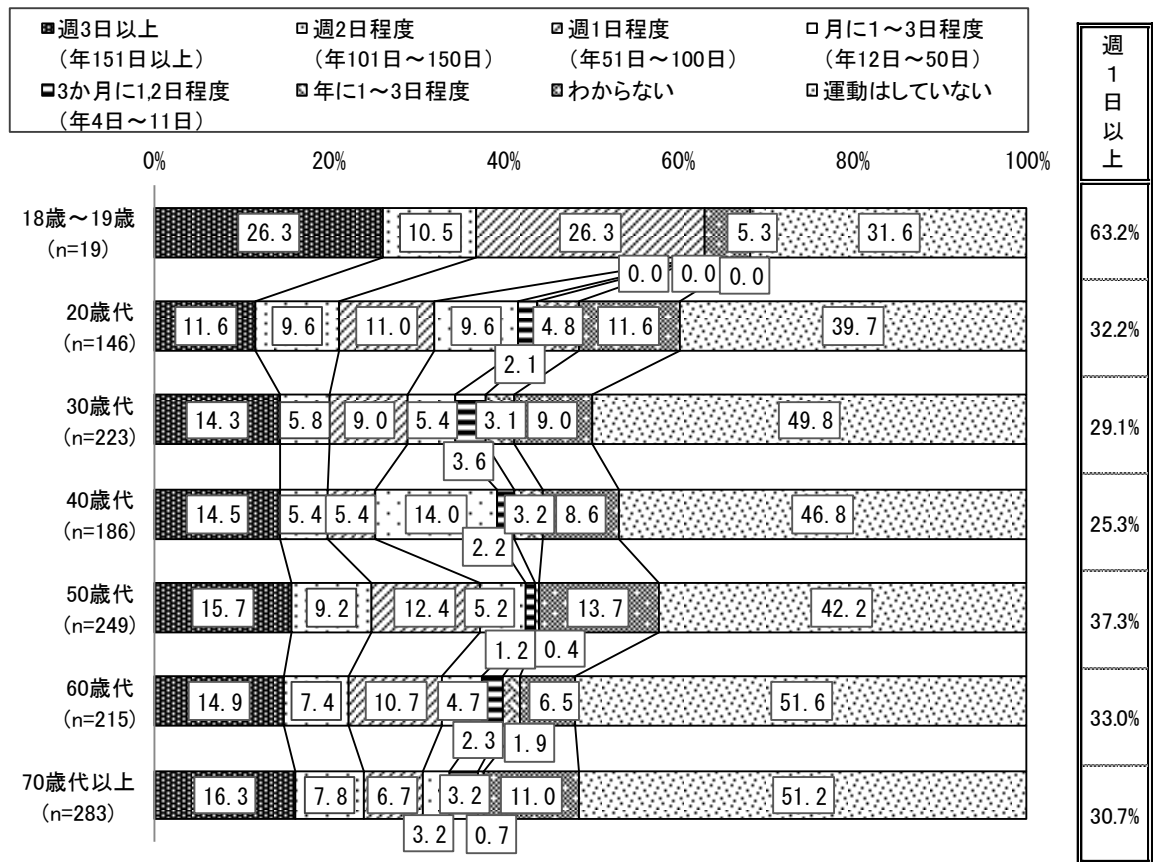 週3日以上 週2日程度 週1日程度 月に1～3日程度
（年151日以上） （年101日～150日） （年51日～100日） （年12日～50日）
3か月に1,2日程度 年に1～3日程度 わからない 運動はしていない
（年4日～11日）
週1日以上
0% 20% 40% 60% 80% 100%
18歳～19歳 26.3 10.5 26.3 5.3 31.6 63.2%
(n=19)
0.0 0.0 0.0
20歳代 11.6 9.6 11.0 9.6 4.8 11.6 39.7 32.2%
(n=146)
2.1
30歳代 14.3 5.8 9.0 5.4 3.1 9.0 49.8 29.1%
(n=223)
3.6
40歳代 14.5 5.4 5.4 14.0 3.2 8.6 46.8 25.3%
(n=186)
2.2
50歳代 15.7 9.2 12.4 5.2 13.7 42.2 37.3%
(n=249)
1.2 0.4
60歳代 14.9 7.4 10.7 4.7 6.5 51.6 33.0%
(n=215)
2.3 1.9
70歳代以上 16.3 7.8 6.7 3.2 11.0 51.2 30.7%
(n=283)
3.2 0.7